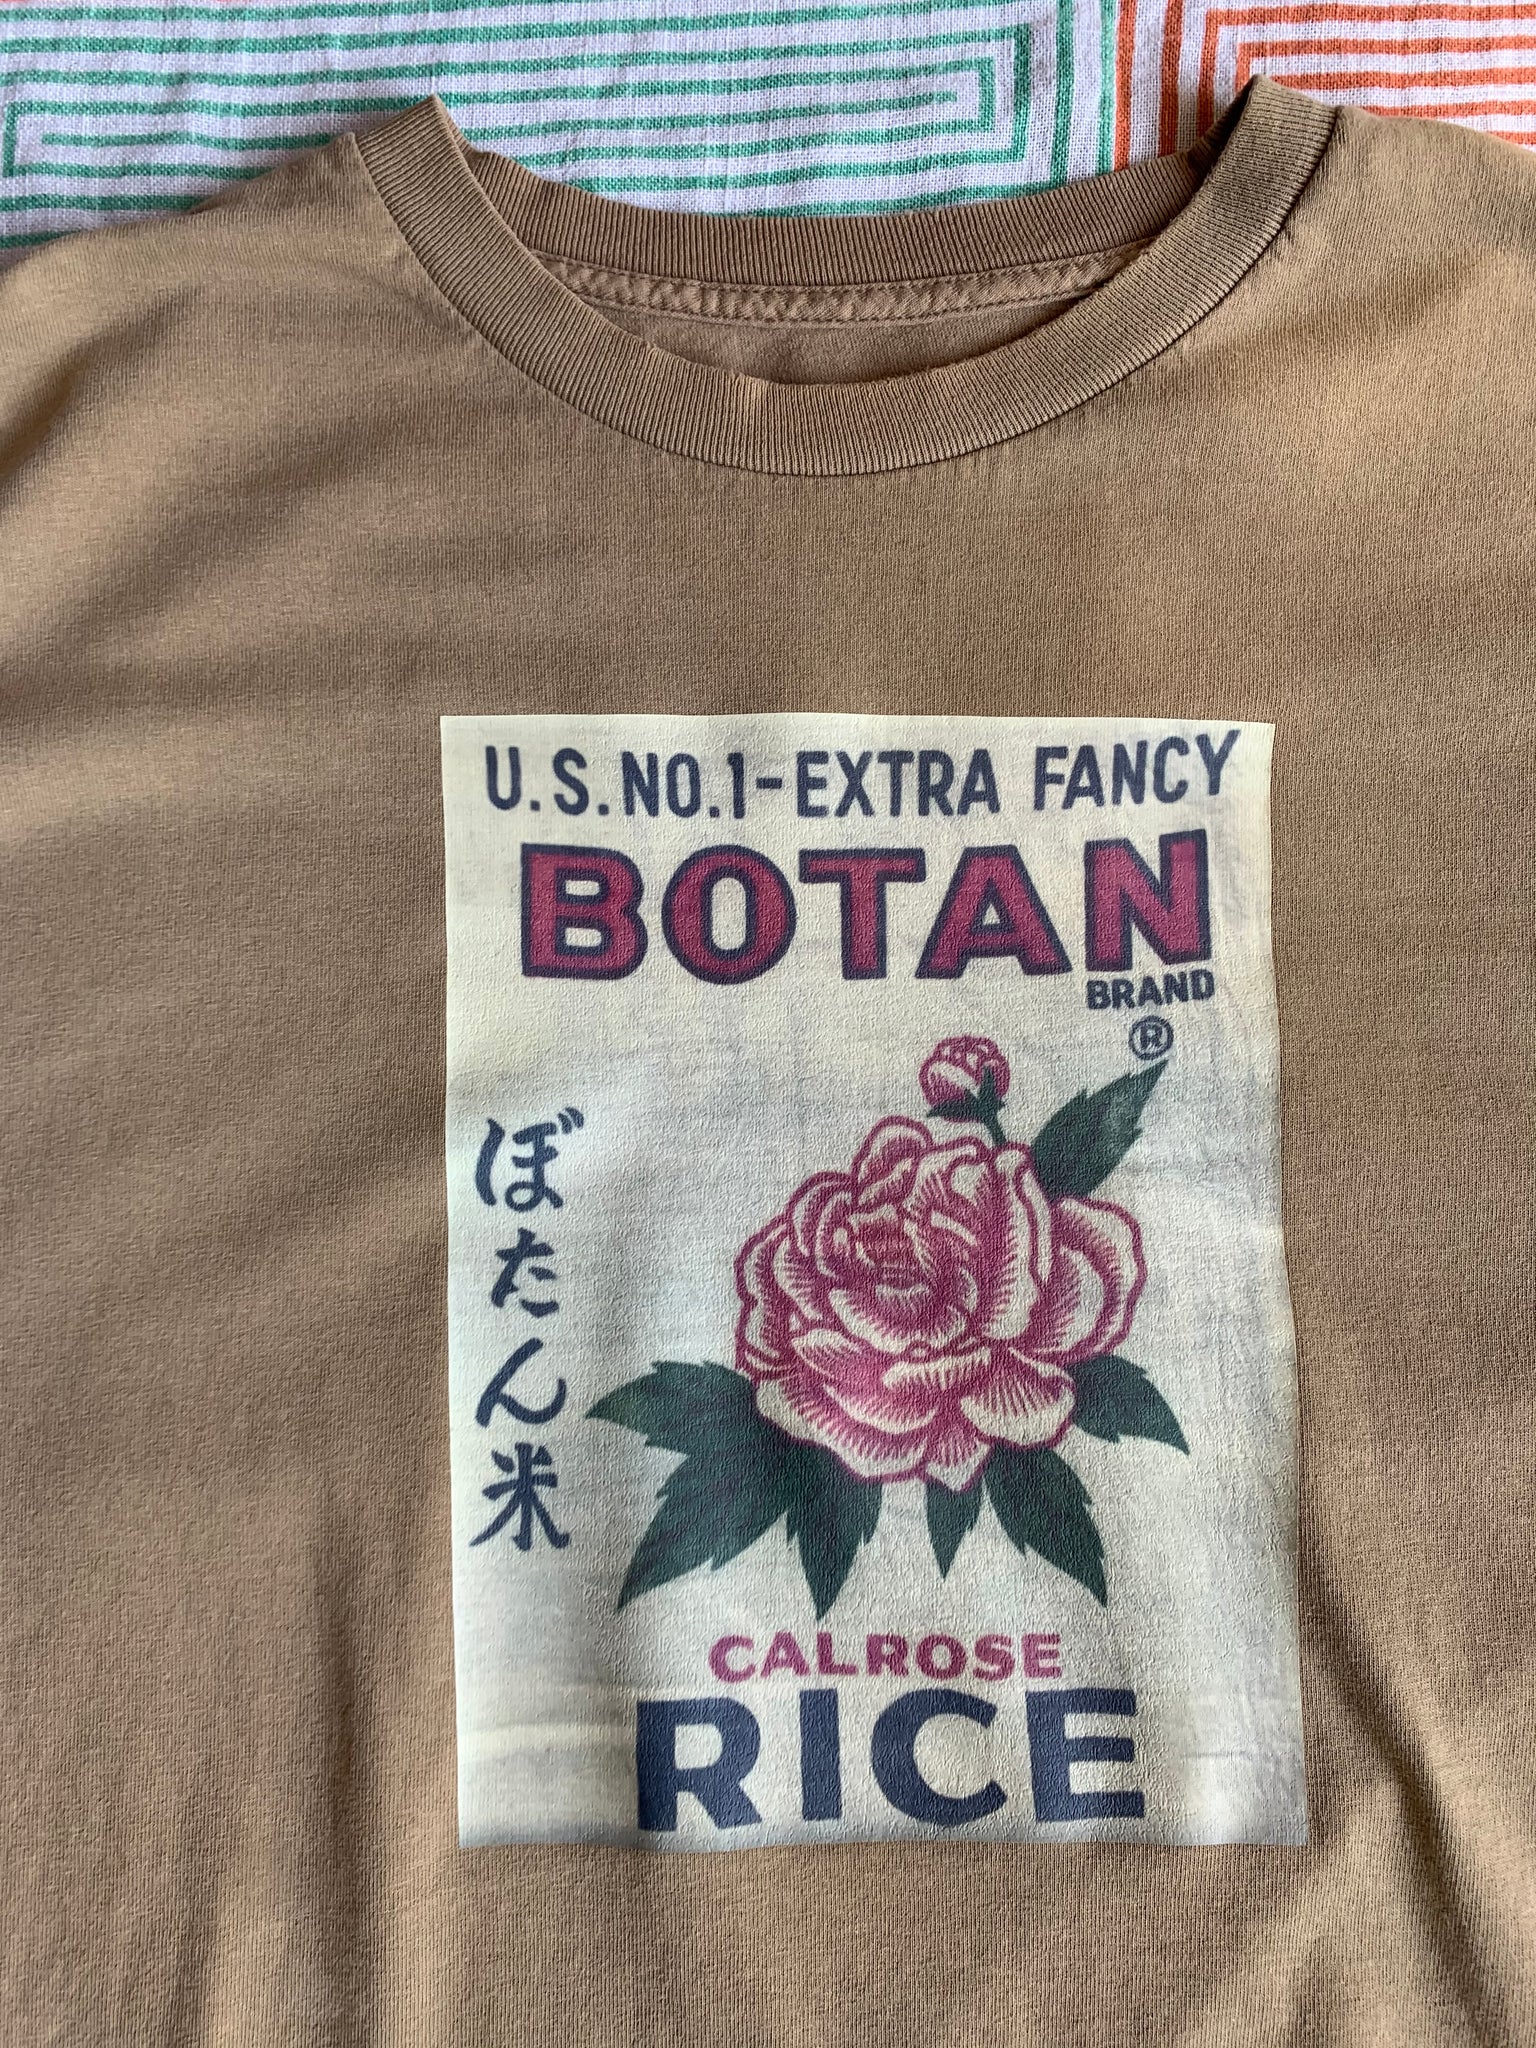 U.S.NO.1-EXTRA FANCY
BOTAN
BRAND
®
ぼたん米
CALROSE
RICE